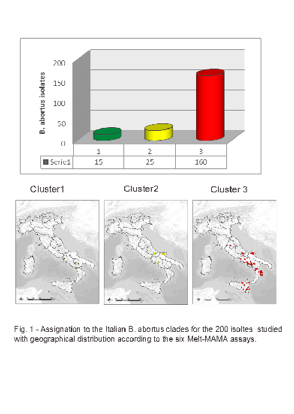 200
150
100
50
0
B. abortus isolates
1 2 3
Serie1 15 25 160
Cluster1 Cluster2 Cluster 3
Fig. 1 - Assignation to the Italian B. abortus clades for the 200 isoltes studied
with geographical distribution according to the six Melt-MAMA assays.